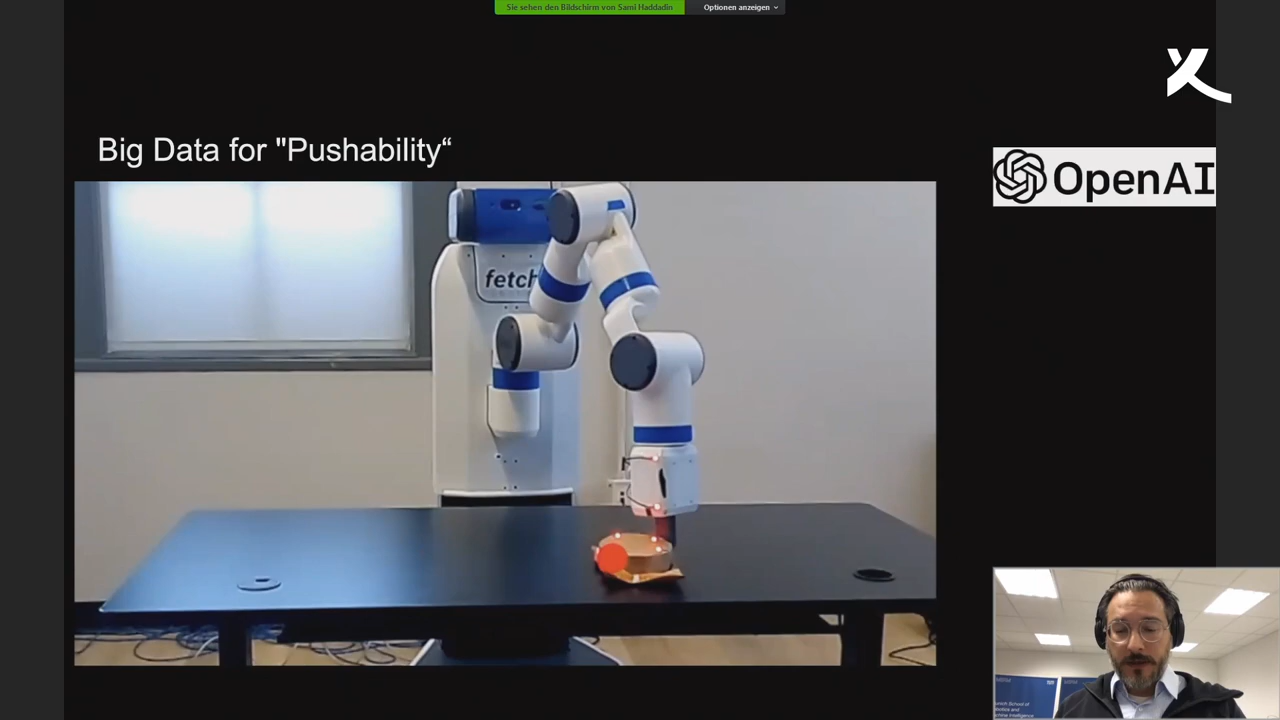 Sie sehen den Bildschirm von Sami Haddadin
Optionen anzeigen
Big Data for "Pushability“
OpenAI
fetch